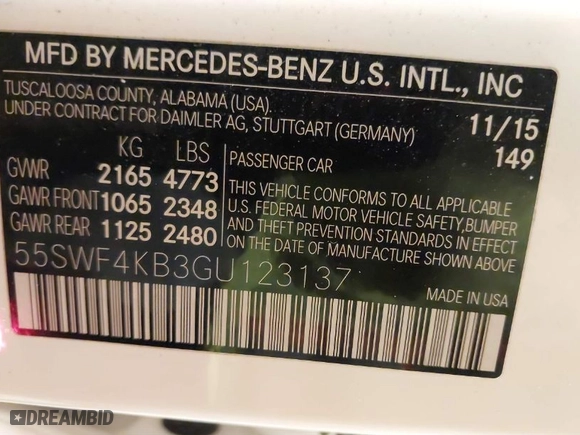 MFD BY MERCEDES-BENZ U.S. INTL., INC
TUSCALOOSA COUNTY, ALABAMA (USA)
UNDER CONTRACT FOR DAIMLER AG, STUTTGART (GERMANY)
11/15
149
KG LBS
GVWR 2165 4773
GAWR FRONT 1065 2348
GAWR REAR 1125 2480
PASSENGER CAR
THIS VEHICLE CONFORMS TO ALL APPLICABLE
U.S. FEDERAL MOTOR VEHICLE SAFETY,BUMPER
AND THEFT PREVENTION STANDARDS IN EFFECT
ON THE DATE OF MANUFACTURE SHOWN ABOVE.
55SWF4KB3GU123137
MADE IN USA
DREAMBID